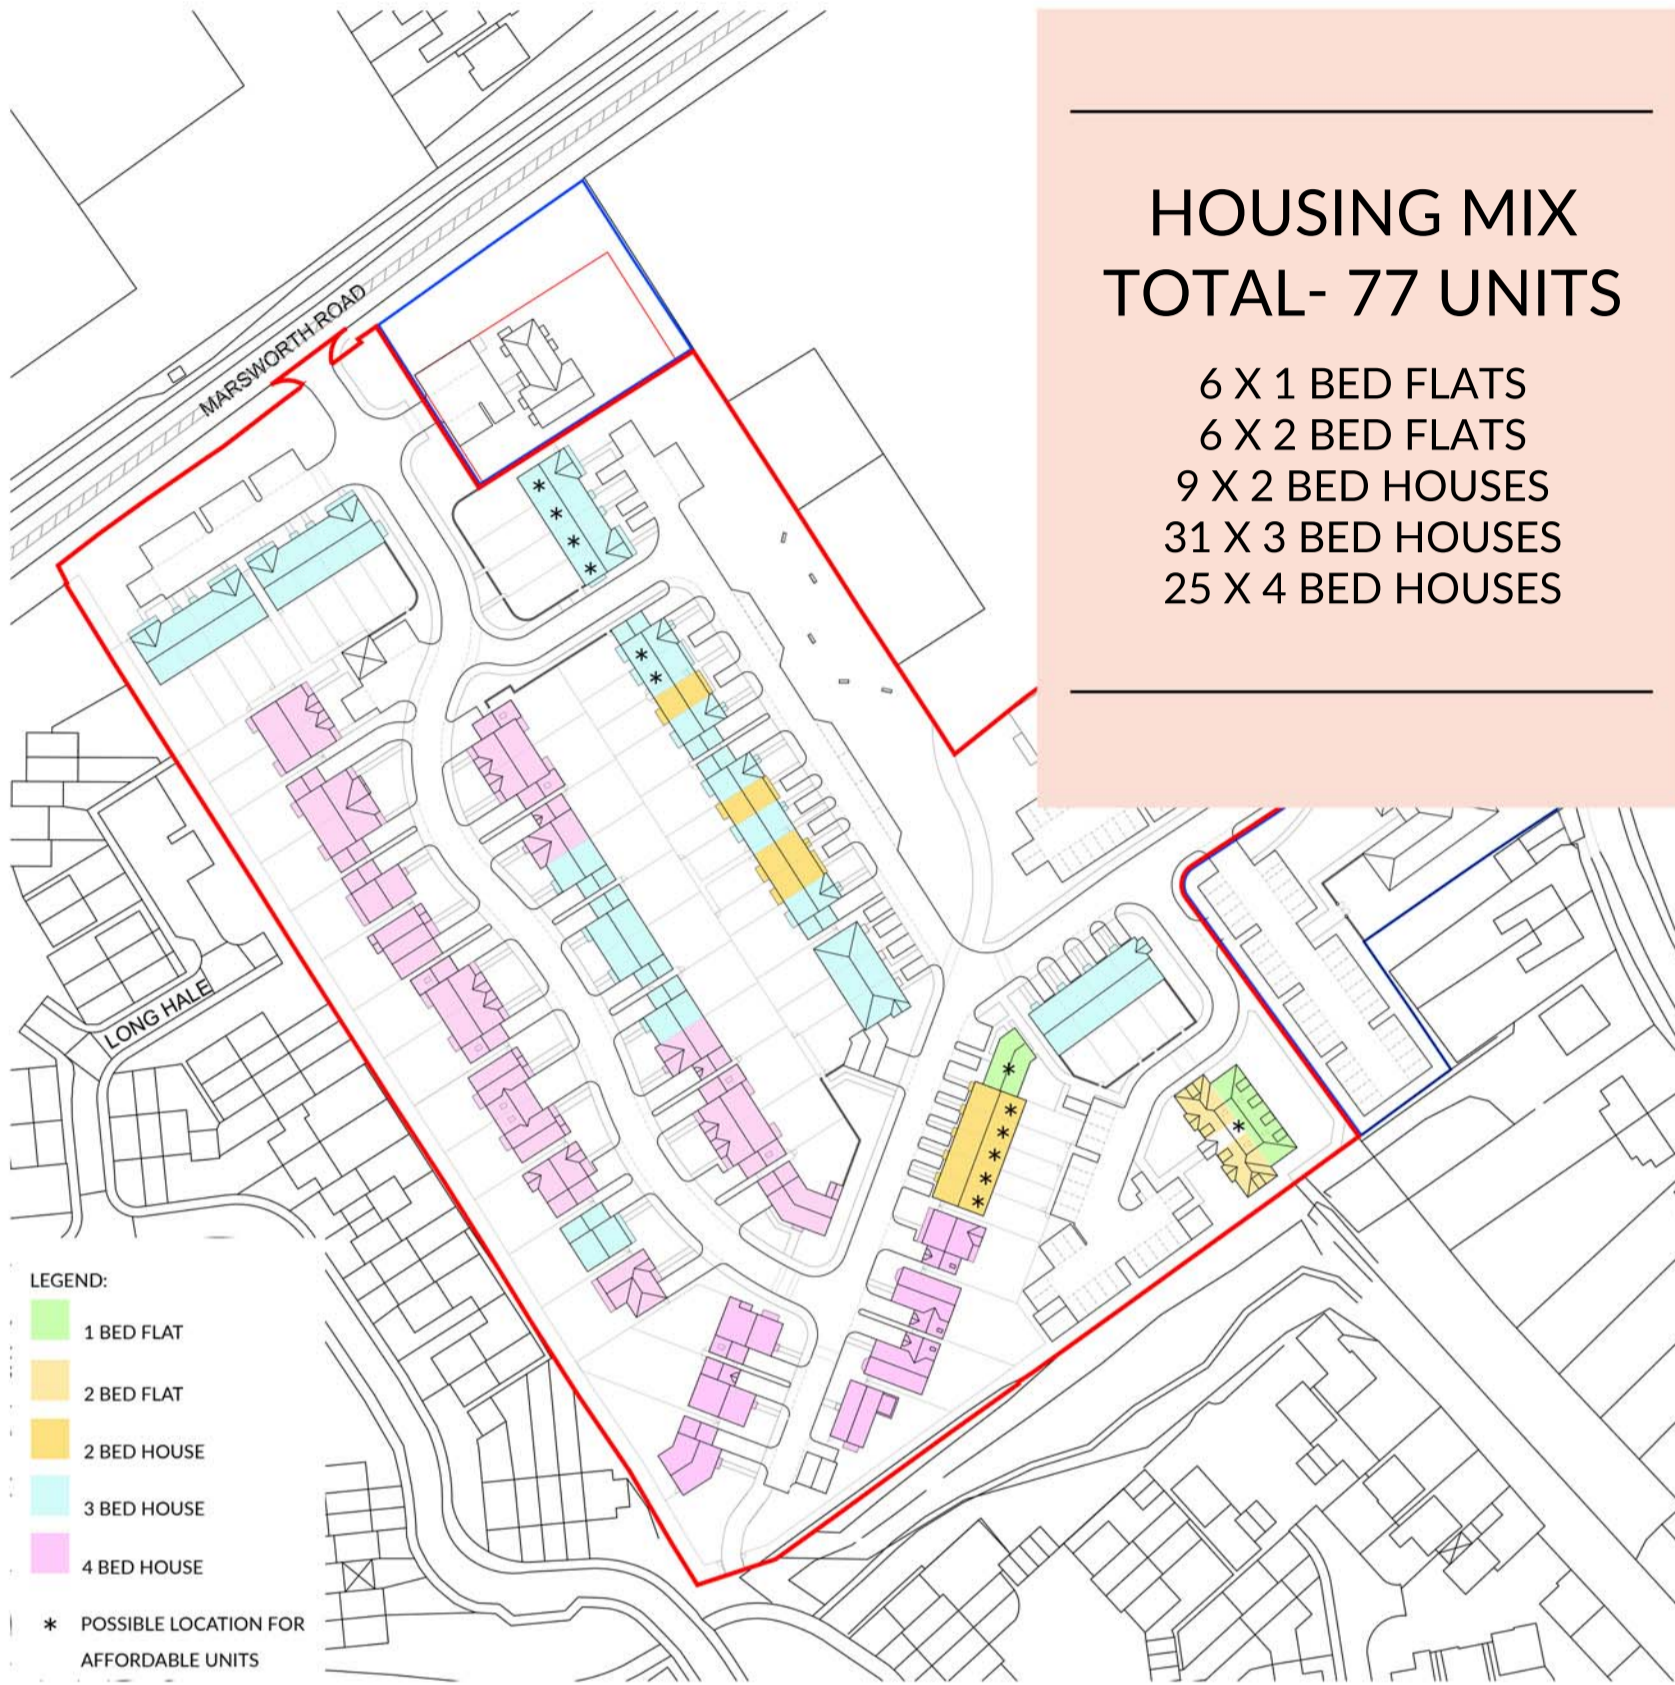 HOUSING MIX
TOTAL- 77 UNITS
6 X 1 BED FLATS
6 X 2 BED FLATS
9 X 2 BED HOUSES
31 X 3 BED HOUSES
25 X 4 BED HOUSES
MARSWORTH ROAD
LONG HALE
LEGEND:
1 BED FLAT
2 BED FLAT
2 BED HOUSE
3 BED HOUSE
4 BED HOUSE
* POSSIBLE LOCATION FOR
AFFORDABLE UNITS